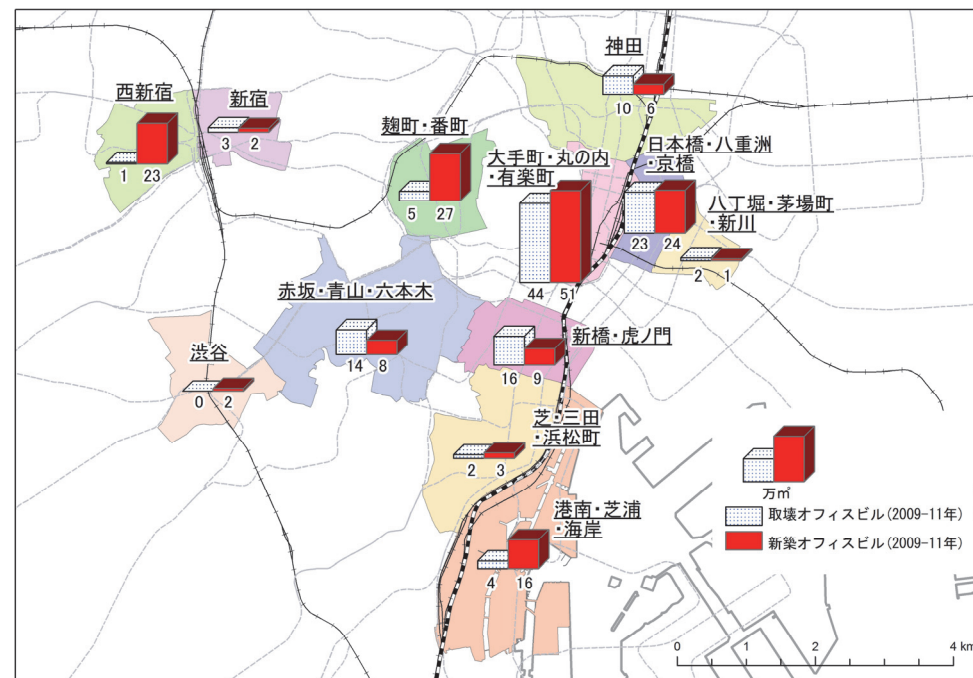 神田
10 6
西新宿
1 23
新宿
3 2
麹町・番町
5 27
大手町・丸の内
・有楽町
44 51
日本橋・八重洲
・京橋
23 24
八丁堀・茅場町
・新川
2 1
赤坂・青山・六本木
14 8
新橋・虎ノ門
16 9
渋谷
0 2
芝・三田
・浜松町
2 3
港南・芝浦
・海岸
4 16
万㎡
取壊オフィスビル(2009-11年)
新築オフィスビル(2009-11年)
0 1 2 4 km